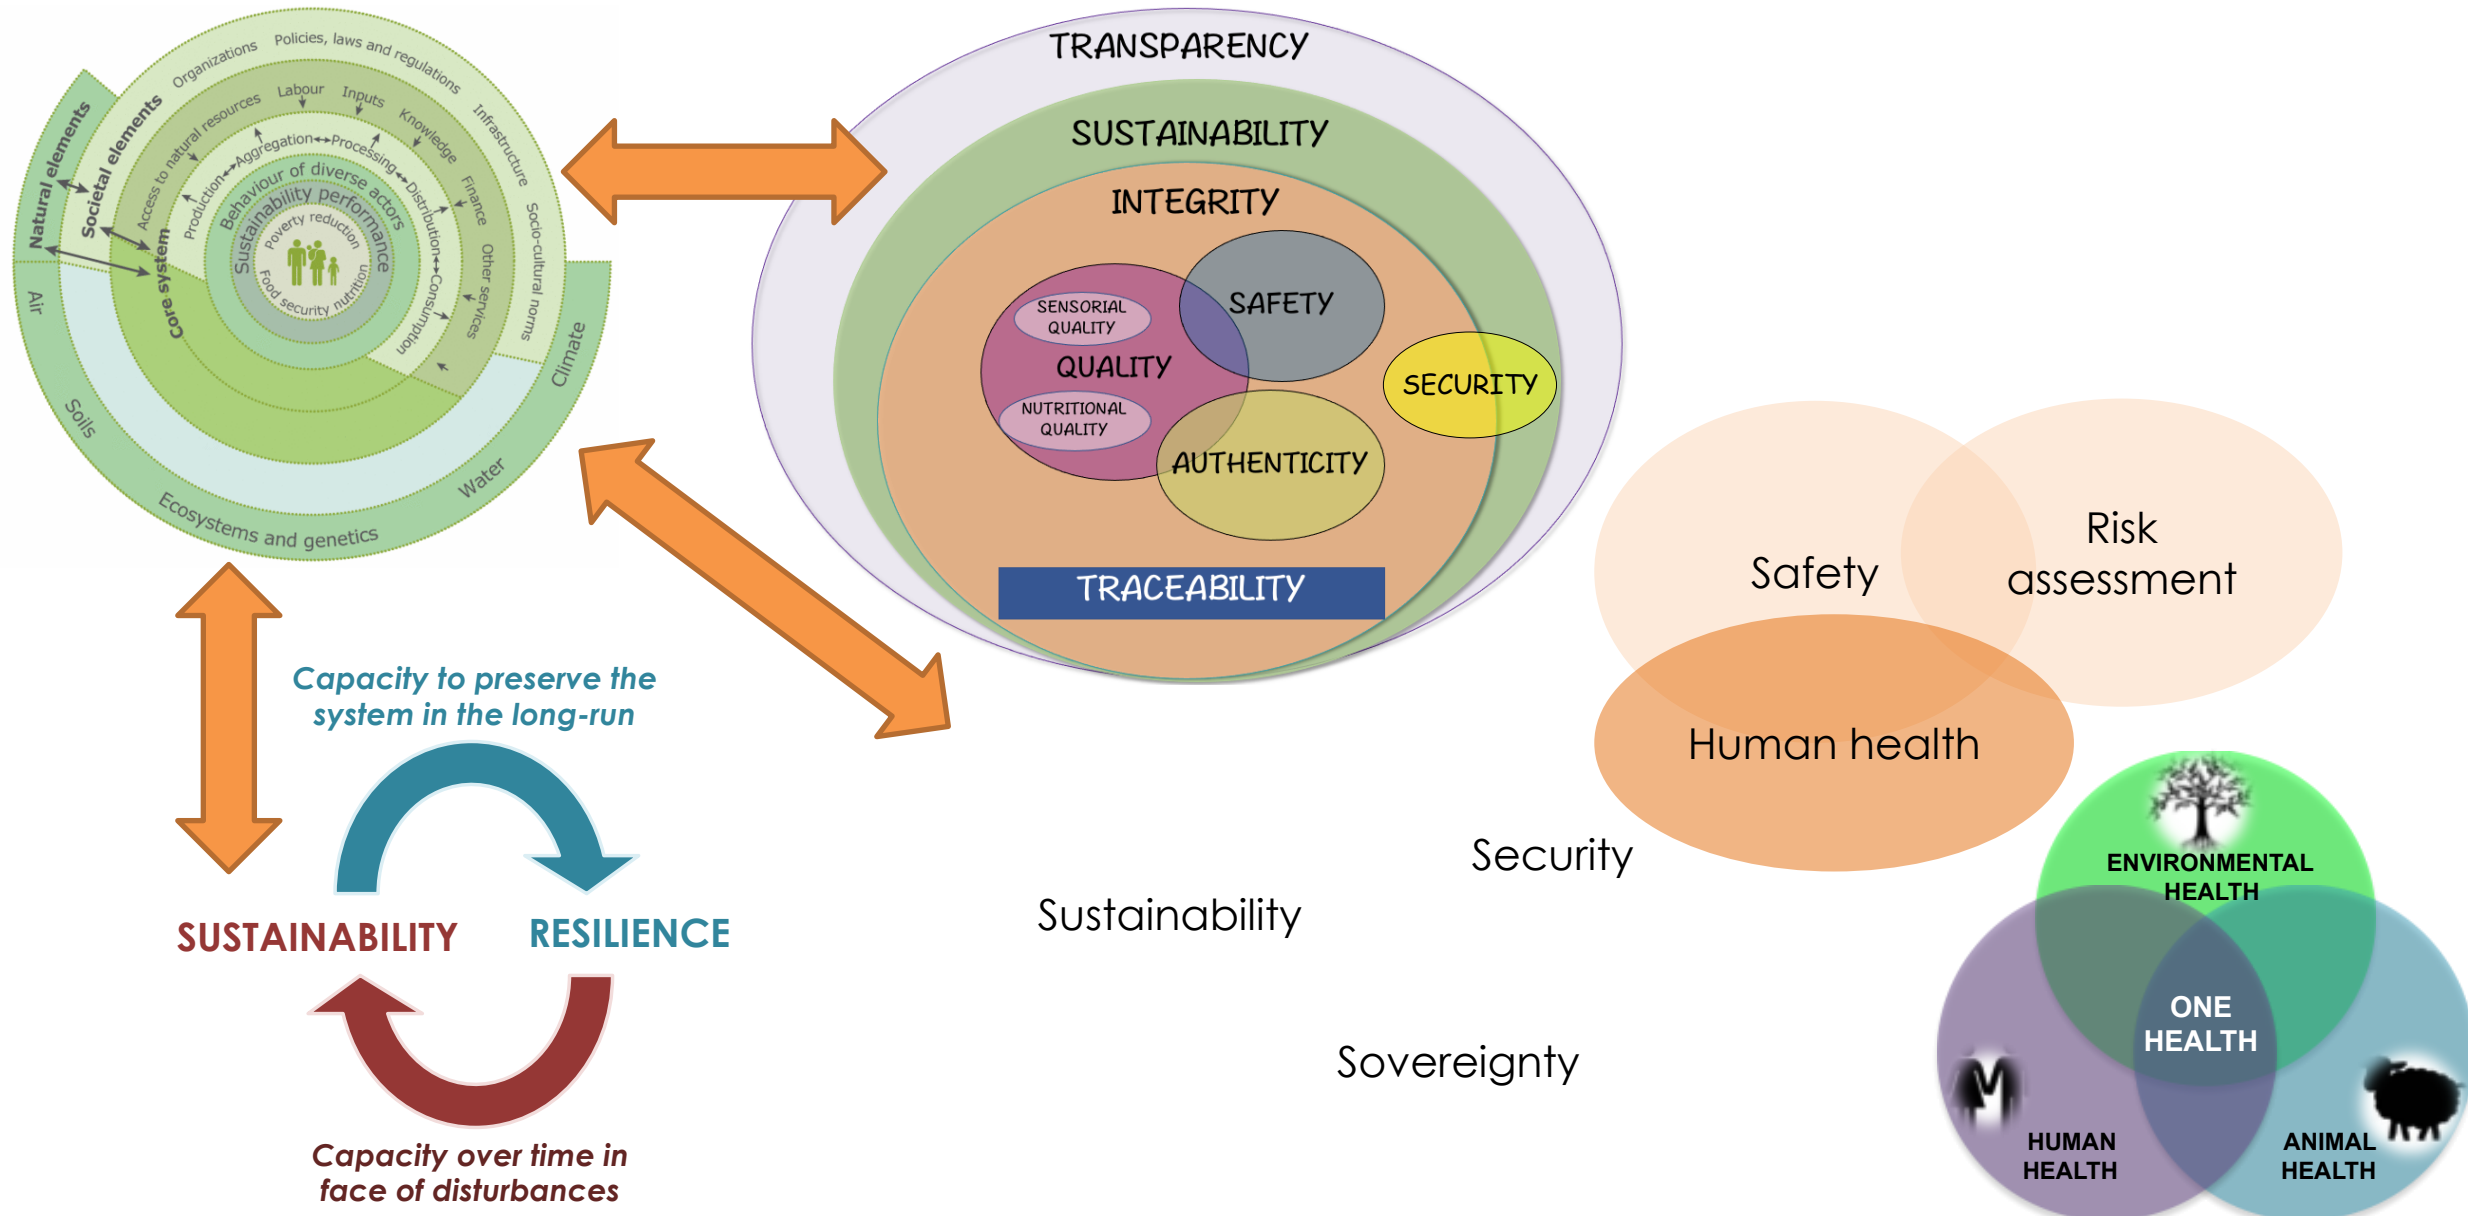 Natural elements
Societal elements
Core system
Organizations
Policies, laws and regulations
Infrastructure
Socio-cultural norms
Access to natural resources
Labour
Inputs
Knowledge
Finance
Other services
Production
Aggregation
Processing
Distribution
Consumption
Behaviour of diverse actors
Sustainability performance
Poverty reduction
Food security nutrition
Air
Soils
Ecosystems and genetics
Water
Climate
TRANSPARENCY
SUSTAINABILITY
INTEGRITY
SAFETY
SENSORIAL
QUALITY
QUALITY
NUTRITIONAL
QUALITY
SECURITY
AUTHENTICITY
TRACEABILITY
Safety
Risk
assessment
Human health
Security
Sustainability
Sovereignty
Capacity to preserve the
system in the long-run
SUSTAINABILITY
RESILIENCE
Capacity over time in
face of disturbances
ENVIRONMENTAL
HEALTH
ONE
HEALTH
HUMAN
HEALTH
ANIMAL
HEALTH